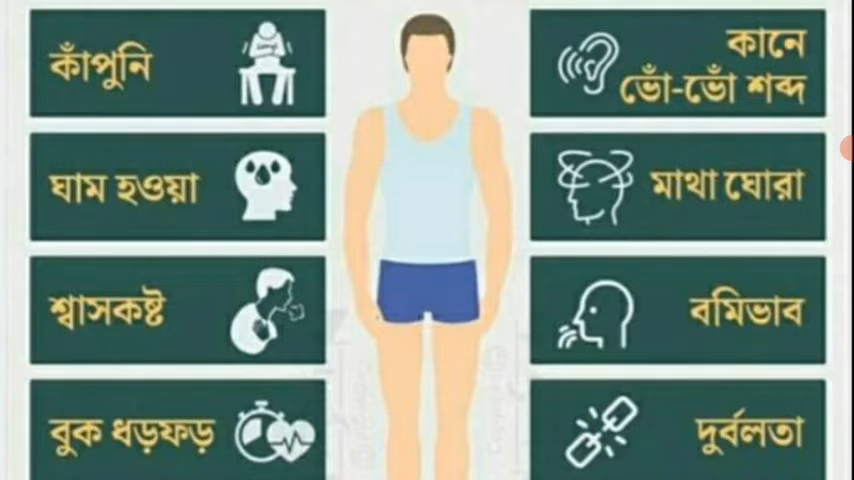 কাঁপুনি
ঘাম হওয়া
শ্বাসকষ্ট
বুক ধড়ফড়
কানে
ভোঁ-ভোঁ শব্দ
মাথা ঘোরা
বমিভাব
দুর্বলতা